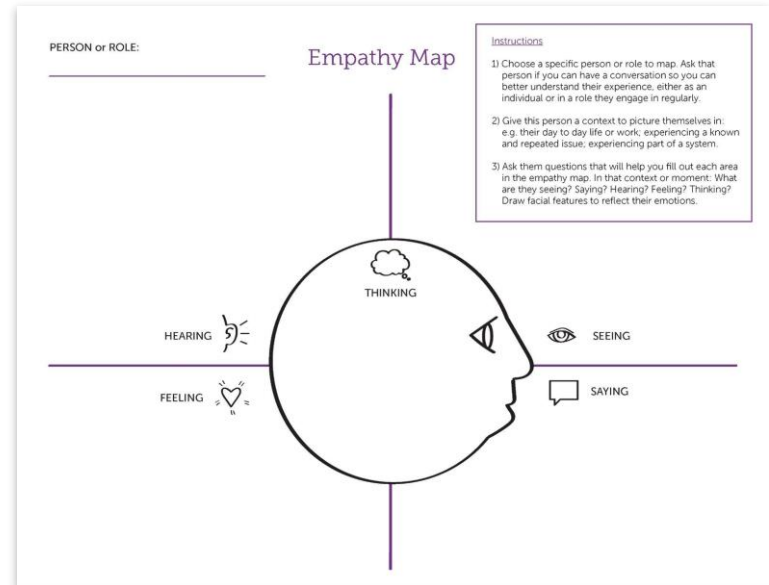 PERSON or ROLE:
Empathy Map
Instructions
1) Choose a specific person or role to map. Ask that
person if you can have a conversation so you can
better understand their experience, either as an
individual or in a role they engage in regularly.
2) Give this person a context to picture themselves in:
e.g. their day to day life or work; experiencing a known
and repeated issue; experiencing part of a system.
3) Ask them questions that will help you fill out each area
in the empathy map. In that context or moment: What
are they seeing? Saying? Hearing? Feeling? Thinking?
Draw facial features to reflect their emotions.
THINKING
HEARING
SEEING
FEELING
SAYING